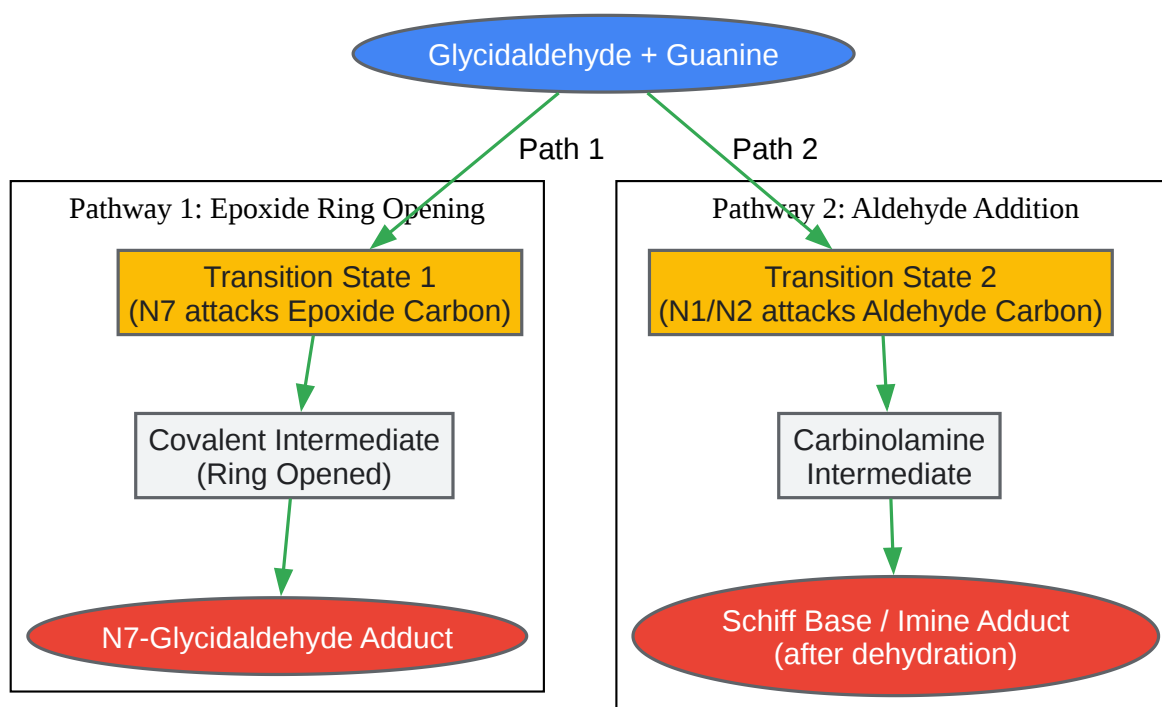 Glycidaldehyde + Guanine
Path 1
Path 2
Pathway 1: Epoxide Ring Opening
Transition State 1
(N7 attacks Epoxide Carbon)
Covalent Intermediate
(Ring Opened)
N7-Glycidaldehyde Adduct
Pathway 2: Aldehyde Addition
Transition State 2
(N1/N2 attacks Aldehyde Carbon)
Carbinolamine
Intermediate
Schiff Base / Imine Adduct
(after dehydration)